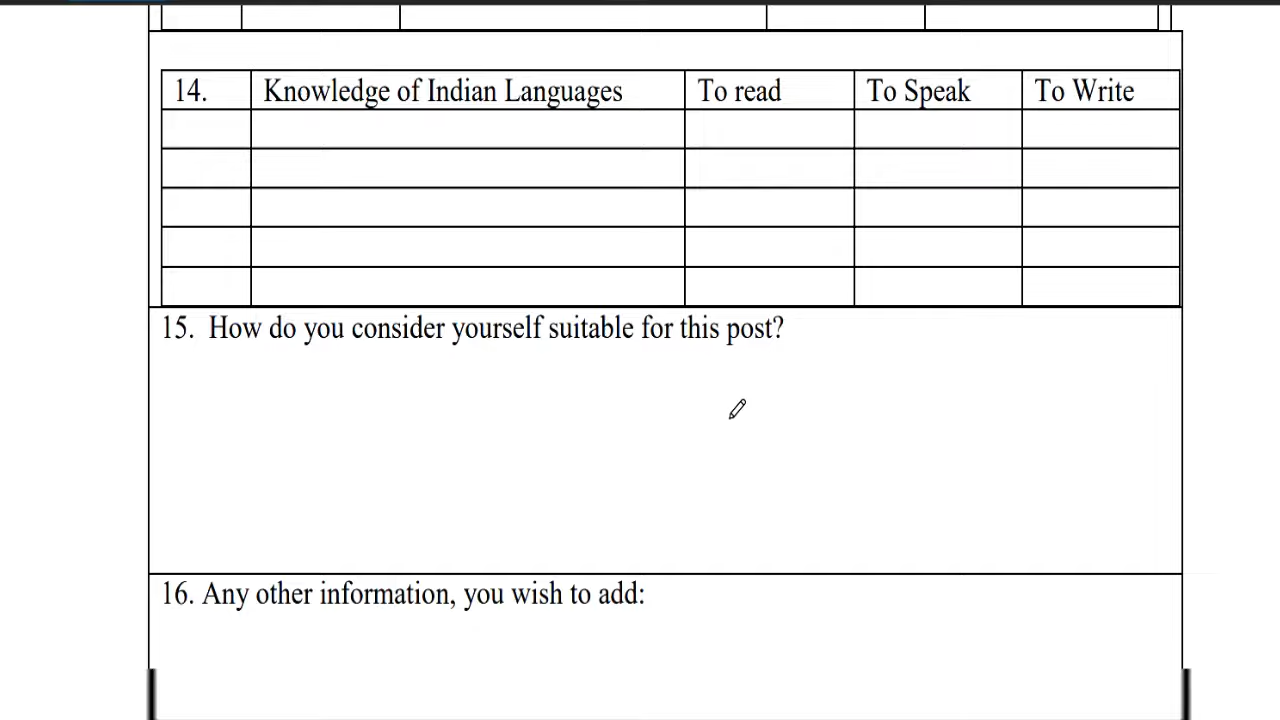 14. Knowledge of Indian Languages To read To Speak To Write
15. How do you consider yourself suitable for this post?
16. Any other information, you wish to add: